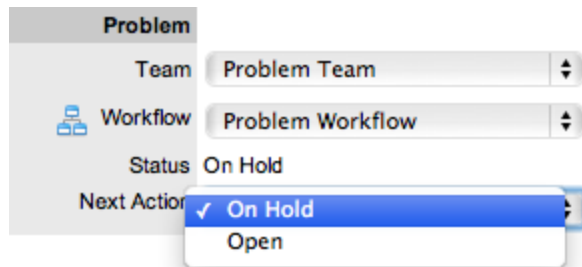 Problem
Team Problem Team
Workflow Problem Workflow
Status On Hold
Next Action ✓ On Hold
Open